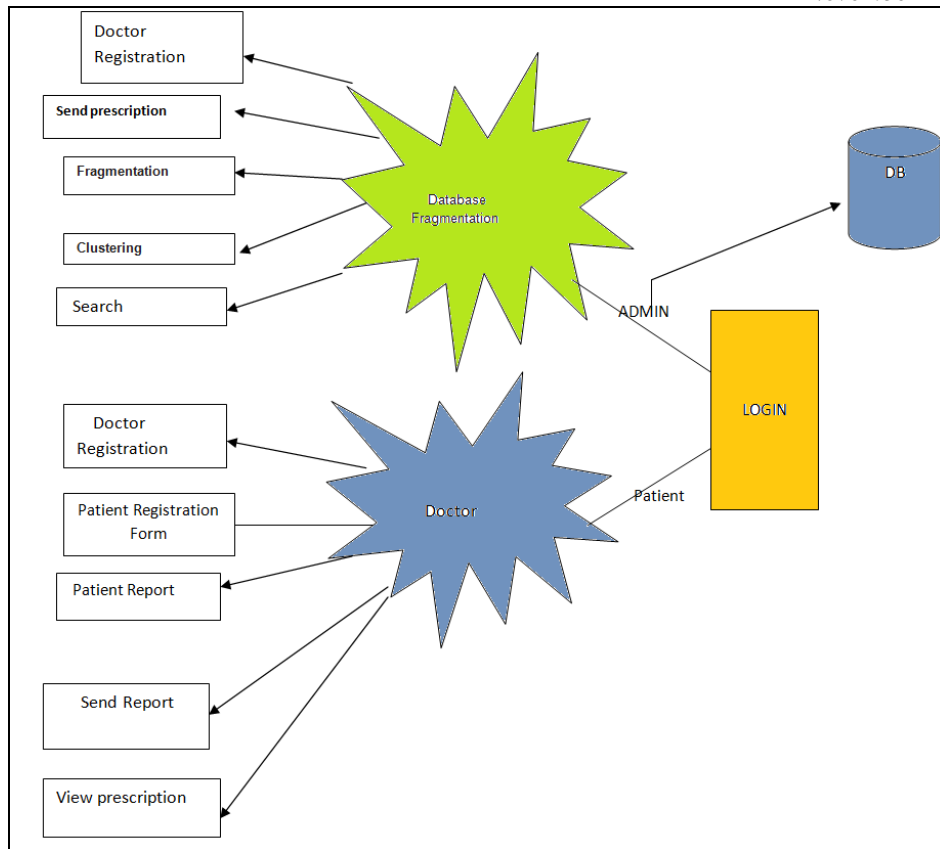 Doctor
Registration
Send prescription
Fragmentation
Clustering
Search
Database
Fragmentation
DB
ADMIN
LOGIN
Doctor
Registration
Patient Registration
Form
Patient Report
Send Report
View prescription
Doctor
Patient